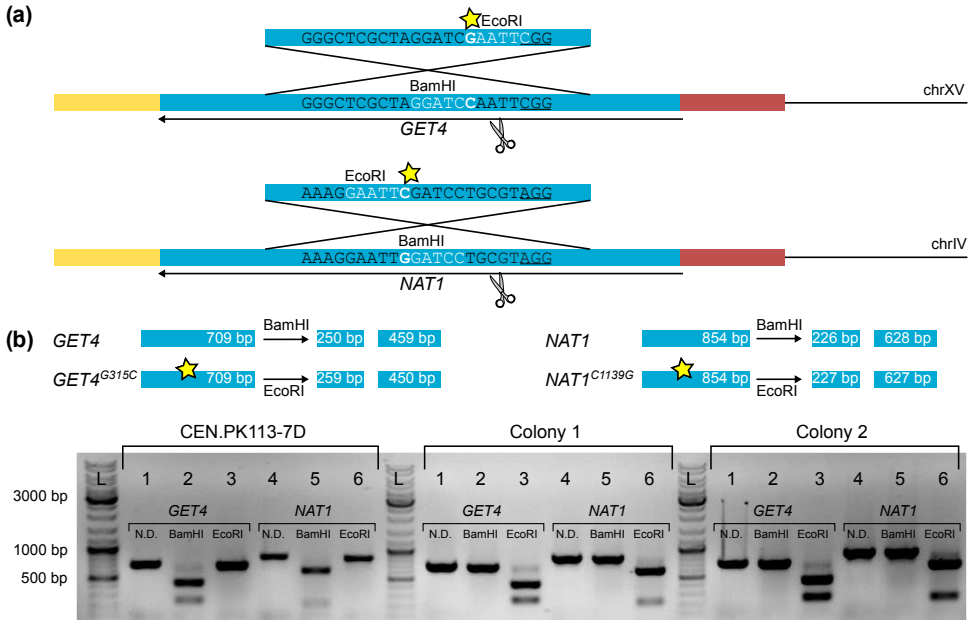 (a)
EcoRI
GGGCTCGCTAGGATCGAATTCGG
BamHI
GGGCTCGCTAGGATCCAATTCGG
chrXV
GET4
EcoRI
AAAGGAATTCGATCCTGCGTAGG
BamHI
AAAGGAATTGGATCCTGCGTAGG
chrIV
NAT1
(b)
GET4 709 bp BamHI 250 bp 459 bp
GET4G315C 709 bp EcoRI 259 bp 450 bp
NAT1 854 bp BamHI 226 bp 628 bp
NAT1C1139G 854 bp EcoRI 227 bp 627 bp
CEN.PK113-7D Colony 1 Colony 2
L 1 2 3 4 5 6 L 1 2 3 4 5 6 L 1 2 3 4 5 6
3000 bp
GET4 NAT1 GET4 NAT1 GET4 NAT1
N.D. BamHI EcoRI N.D. BamHI EcoRI N.D. BamHI EcoRI N.D. BamHI EcoRI N.D. BamHI EcoRI N.D. BamHI EcoRI
1000 bp
500 bp